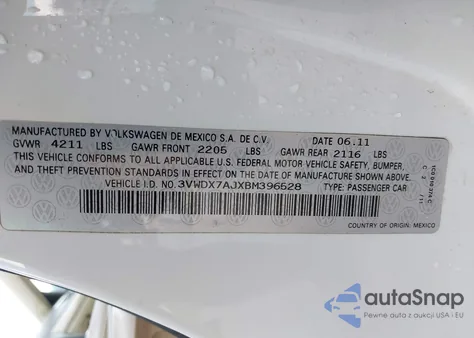 MANUFACTURED BY VOLKSWAGEN DE MEXICO S.A. DE C.V. DATE 06.11
GVWR 4211 LBS GAWR FRONT 2205 LBS GAWR REAR 2116 LBS
THIS VEHICLE CONFORMS TO ALL APPLICABLE U.S. FEDERAL MOTOR VEHICLE SAFETY, BUMPER,
AND THEFT PREVENTION STANDARDS IN EFFECT ON THE DATE OF MANUFACTURE SHOWN ABOVE.
VEHICLE I.D. NO. 3VWDX7AJXBM396628 TYPE: PASSENGER CAR
COUNTRY OF ORIGIN: MEXICO
autoSnap
Pewne auta z aukcji USA i EU